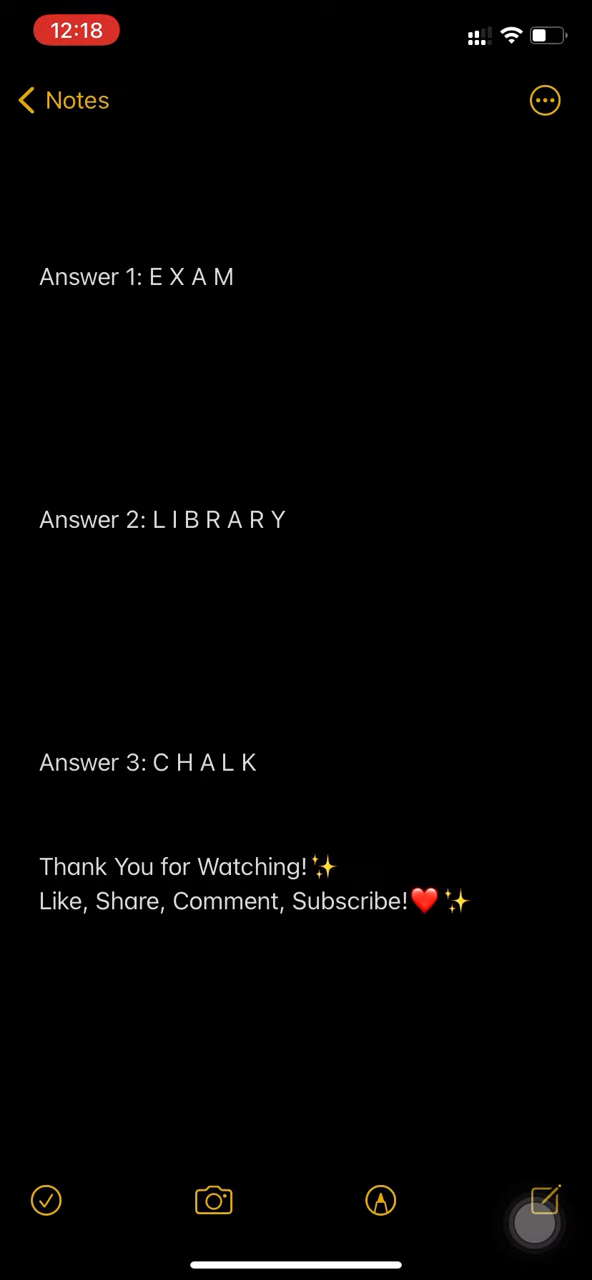 12:18
Notes
Answer 1: E X A M
Answer 2: L I B R A R Y
Answer 3: C H A L K
Thank You for Watching!✨
Like, Share, Comment, Subscribe!❤️✨